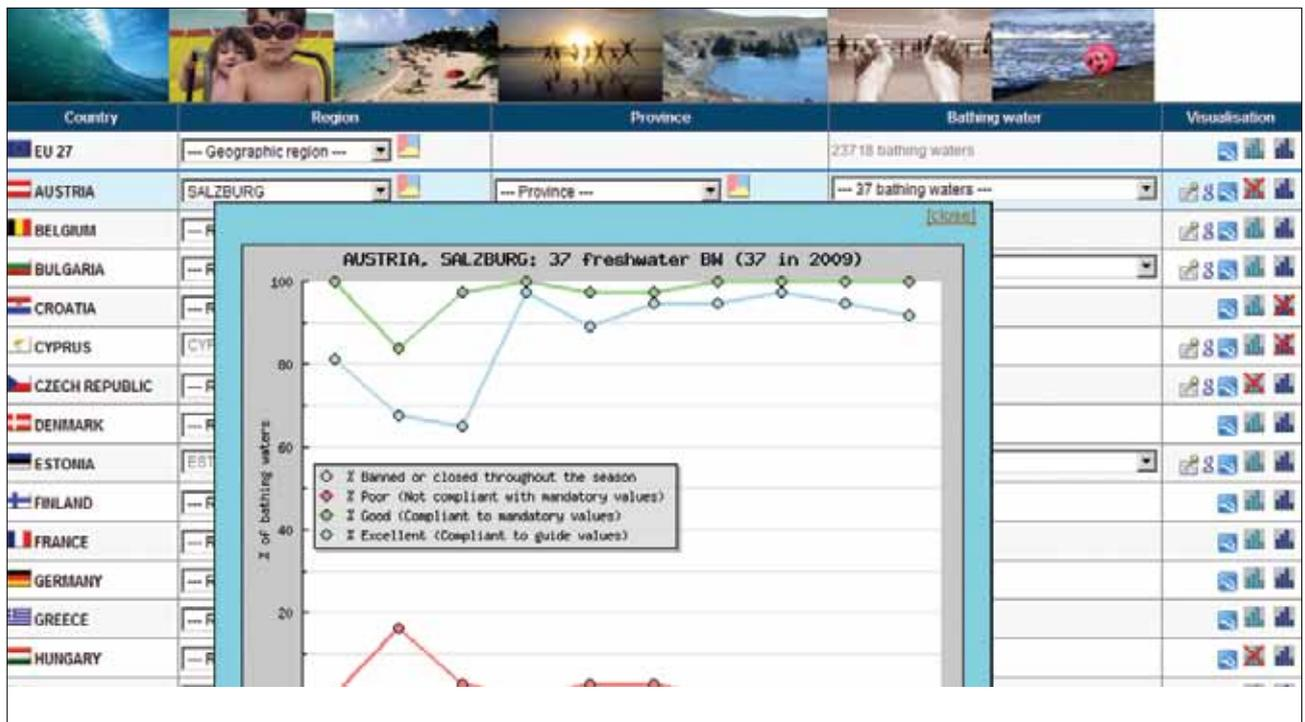 Country Region Province Bathing water Visualisation
EU 27 --- Geographic region --- 23718 bathing waters
AUSTRIA SALZBURG --- Province --- --- 37 bathing waters ---
[close]
BELGIUM --- R
BULGARIA --- R
CROATIA --- R
CYPRUS CYP
CZECH REPUBLIC --- R
DENMARK --- R
ESTONIA EST
FINLAND --- R
FRANCE --- R
GERMANY --- R
GREECE --- R
HUNGARY --- R
AUSTRIA, SALZBURG: 37 freshwater BW (37 in 2009)
100
80
60
40
20
% of bathing waters
% Banned or closed throughout the season
% Poor (Not compliant with mandatory values)
% Good (Compliant to mandatory values)
% Excellent (Compliant to guide values)